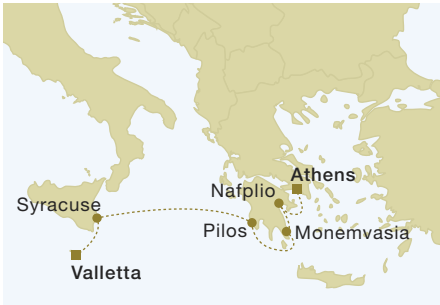 Athens
Nafplio
Syracuse
Pilos
Monemvasia
Valletta